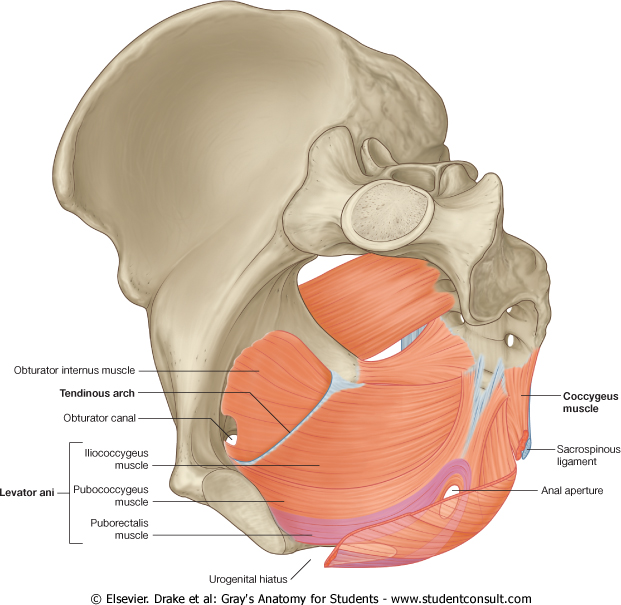 Obturator internus muscle
Tendinous arch
Obturator canal
Iliococcygeus
muscle
Levator ani
Pubococcygeus
muscle
Puborectalis
muscle
Urogenital hiatus
Coccygeus
muscle
Sacrospinous
ligament
Anal aperture
© Elsevier. Drake et al: Gray's Anatomy for Students - www.studentconsult.com